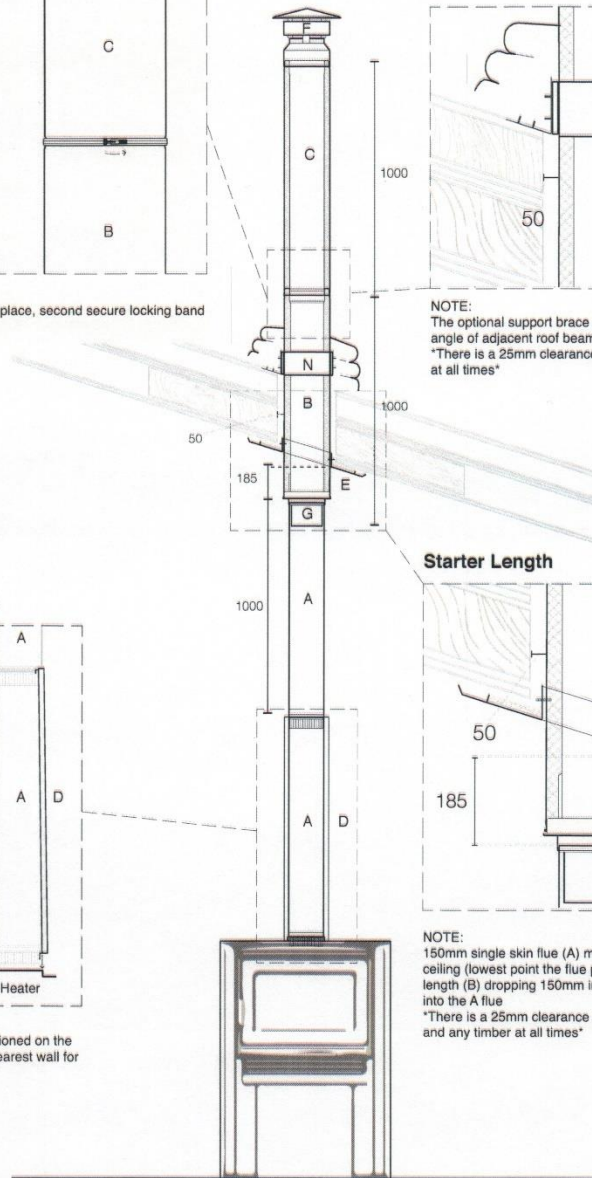 C
B
place, second secure locking band
F
C
1000
N
B
1000
50
185
E
G
A
1000
A
D
50
NOTE:
The optional support brace
angle of adjacent roof beam
*There is a 25mm clearance
at all times*
Starter Length
50
185
NOTE:
150mm single skin flue (A) m
ceiling (lowest point the flue p
length (B) dropping 150mm i
into the A flue
*There is a 25mm clearance
and any timber at all times*
A
A
D
Heater
ioned on the
earest wall for